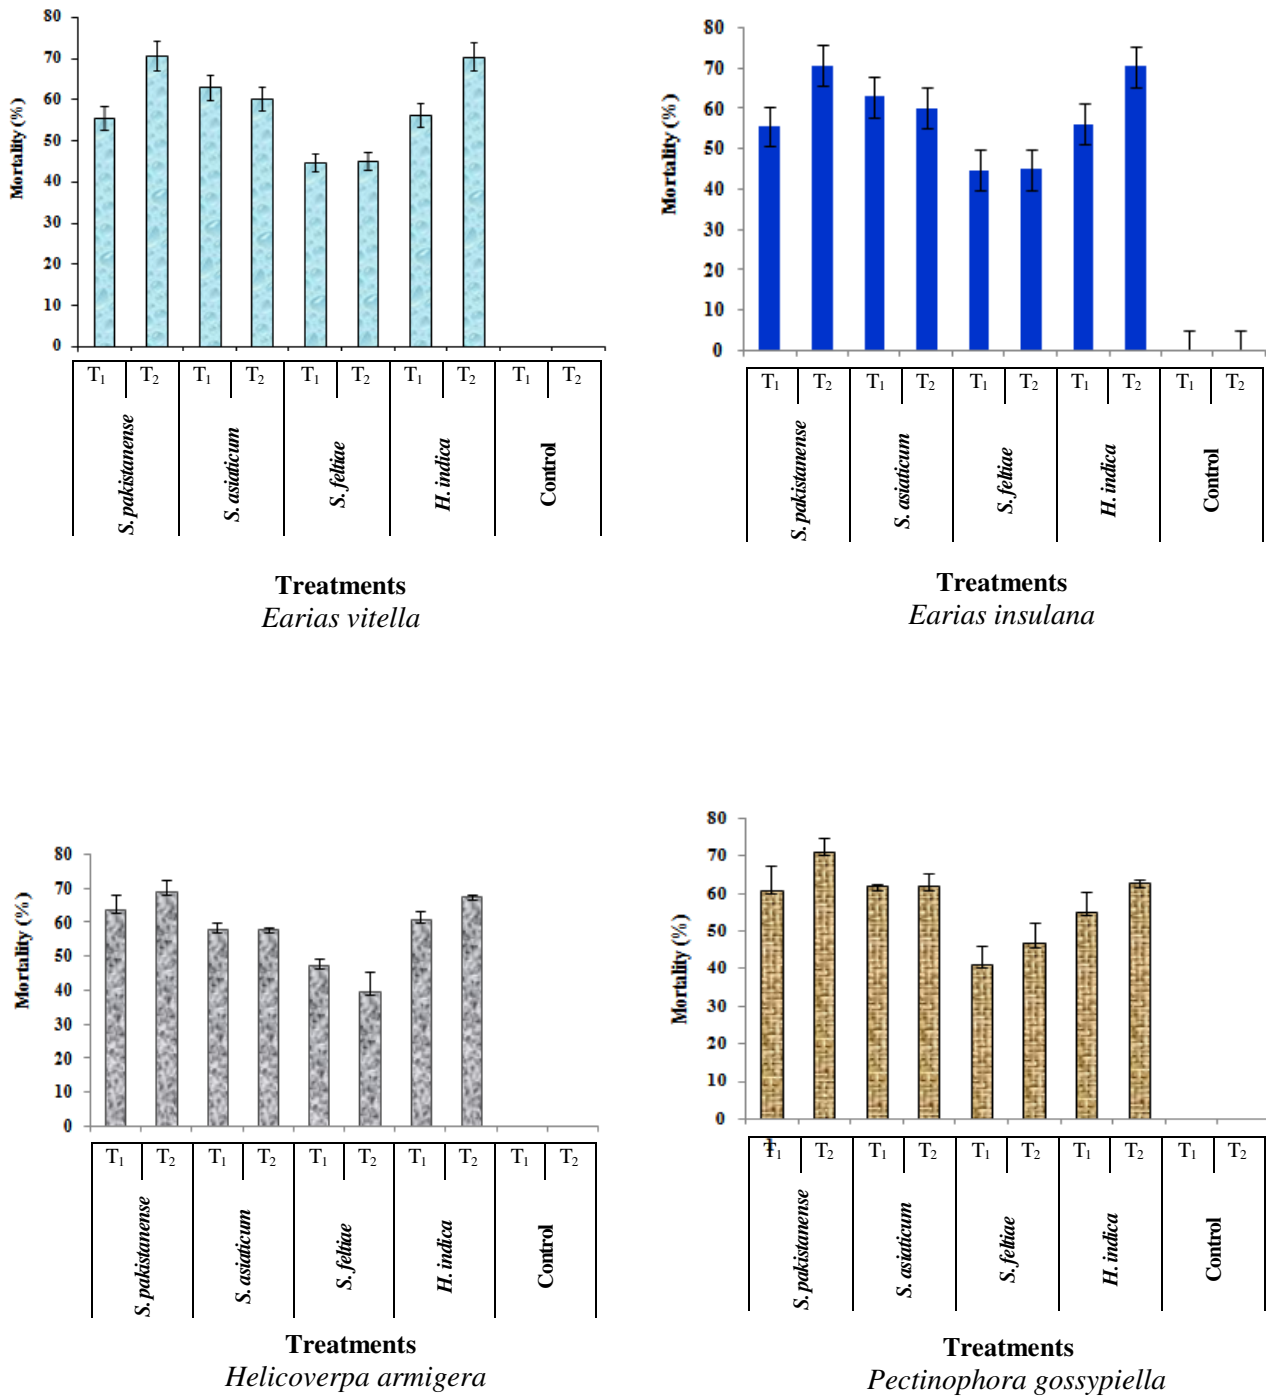 80
70
60
50
40
30
20
10
0
Mortality (%)
T₁ T₂ T₁ T₂ T₁ T₂ T₁ T₂ T₁ T₂
S. pakistanense
S. asiaticum
S. feltiae
H. indica
Control
Treatments
Earias vitella
80
70
60
50
40
30
20
10
0
Mortality (%)
T₁ T₂ T₁ T₂ T₁ T₂ T₁ T₂ T₁ T₂
S. pakistanense
S. asiaticum
S. feltiae
H. indica
Control
Treatments
Earias insulana
80
70
60
50
40
30
20
10
0
Mortality (%)
T₁ T₂ T₁ T₂ T₁ T₂ T₁ T₂ T₁ T₂
S. pakistanense
S. asiaticum
S. feltiae
H. indica
Control
Treatments
Helicoverpa armigera
80
70
60
50
40
30
20
10
0
Mortality (%)
T₁ T₂ T₁ T₂ T₁ T₂ T₁ T₂ T₁ T₂
S. pakistanense
S. asiaticum
S. feltiae
H. indica
Control
Treatments
Pectinophora gossypiella